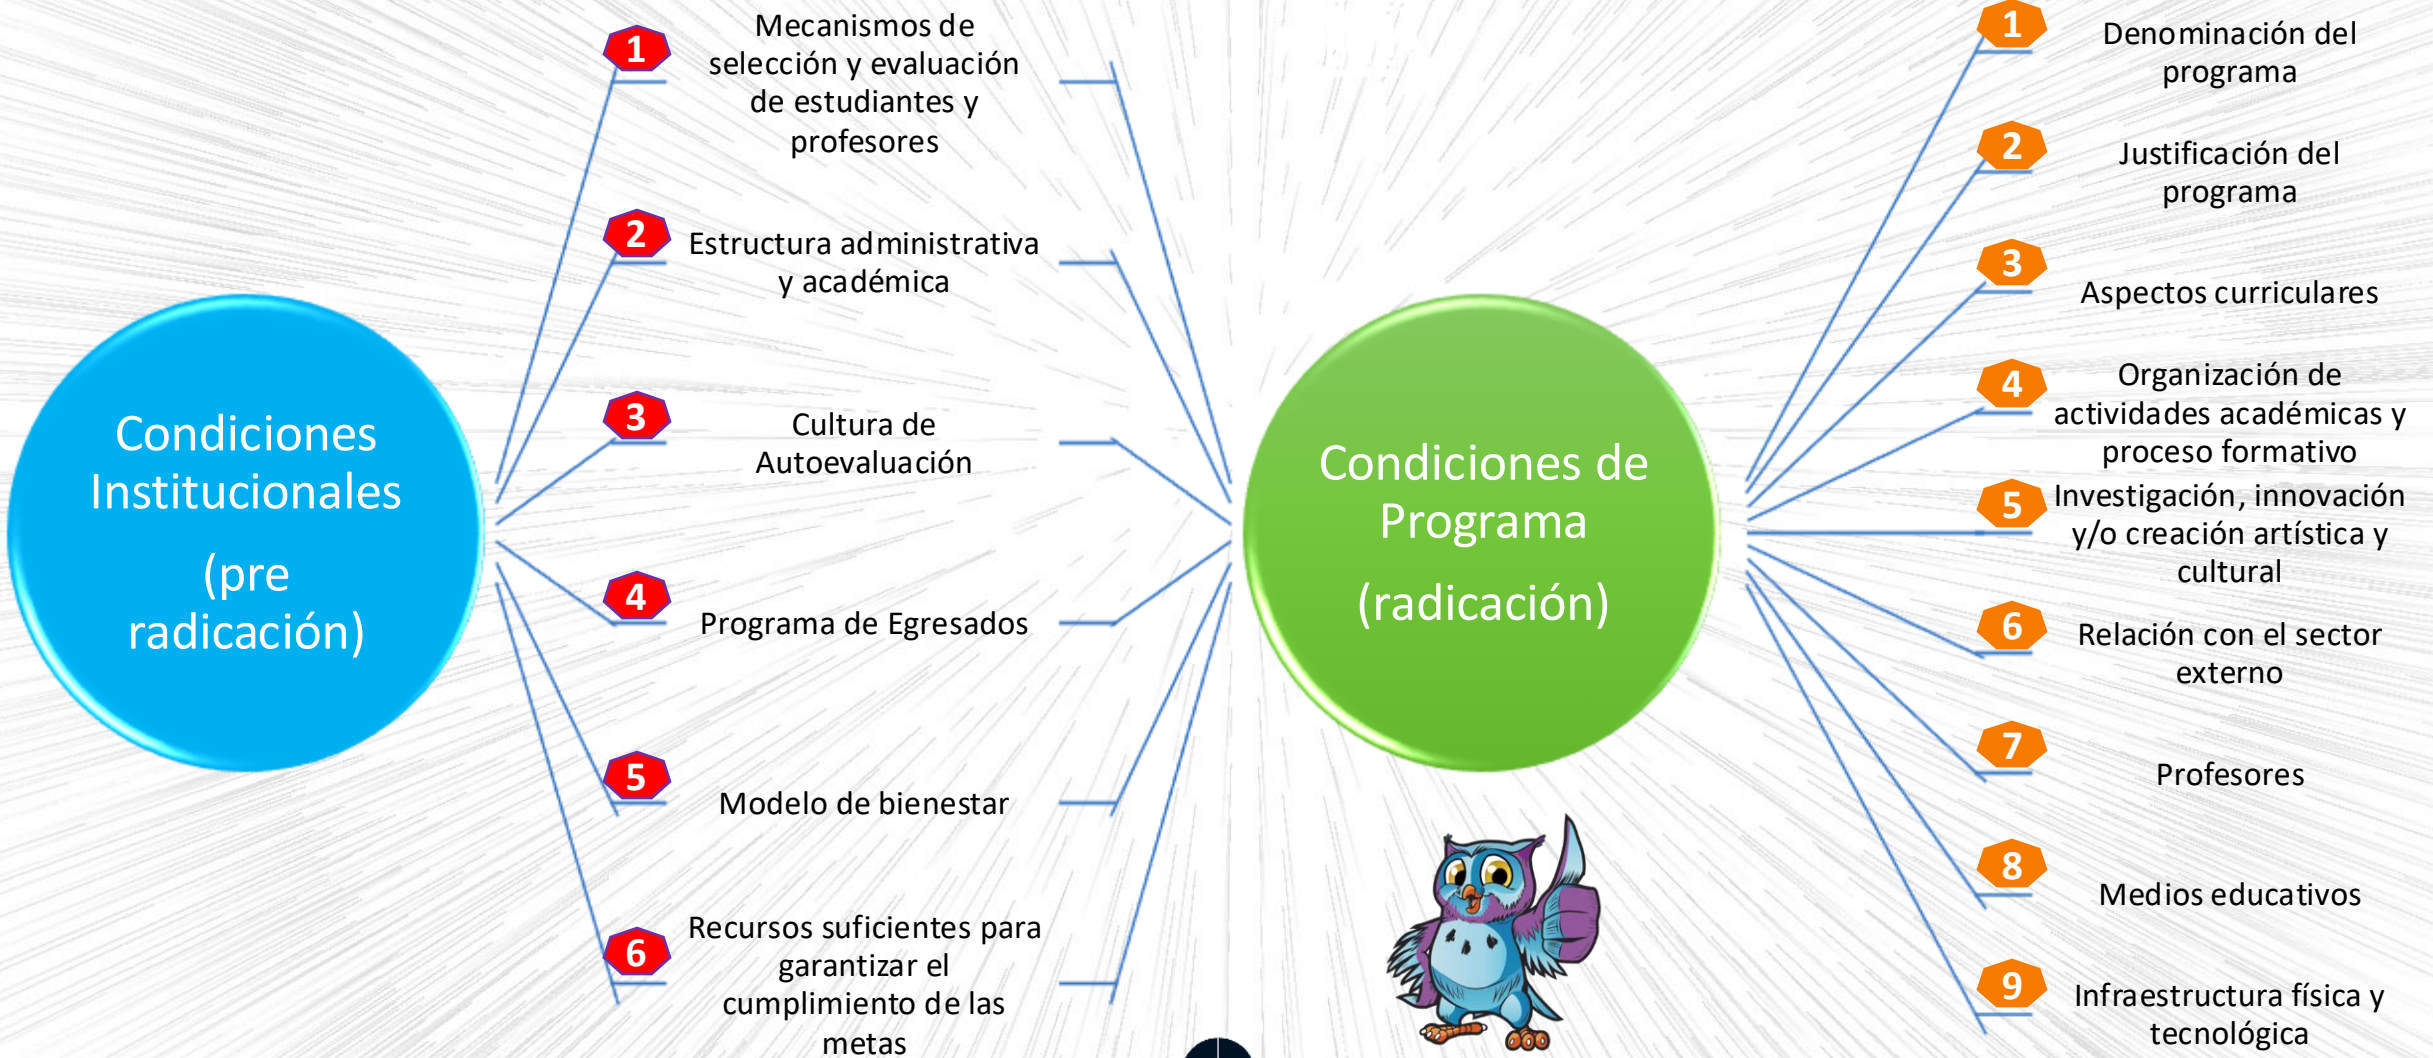 Condiciones
Institucionales
(pre
radicación)
1
Mecanismos de
selección y evaluación
de estudiantes y
profesores
2
Estructura administrativa
y académica
3
Cultura de
Autoevaluación
4
Programa de Egresados
5
Modelo de bienestar
6
Recursos suficientes para
garantizar el
cumplimiento de las
metas
Condiciones de
Programa
(radicación)
1
Denominación del
programa
2
Justificación del
programa
3
Aspectos curriculares
4
Organización de
actividades académicas y
proceso formativo
5
Investigación, innovación
y/o creación artística y
cultural
6
Relación con el sector
externo
7
Profesores
8
Medios educativos
9
Infraestructura física y
tecnológica